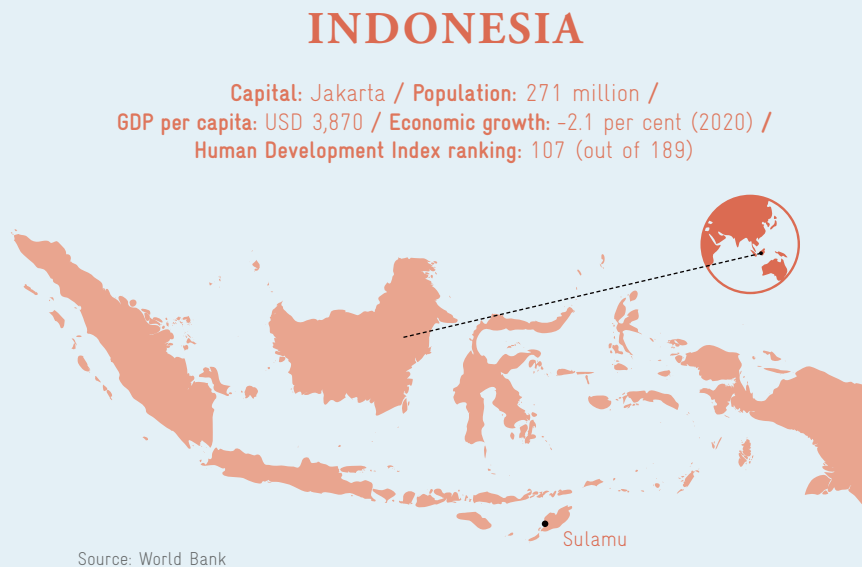 INDONESIA
Capital: Jakarta / Population: 271 million /
GDP per capita: USD 3,870 / Economic growth: -2.1 per cent (2020) /
Human Development Index ranking: 107 (out of 189)
Sulamu
Source: World Bank